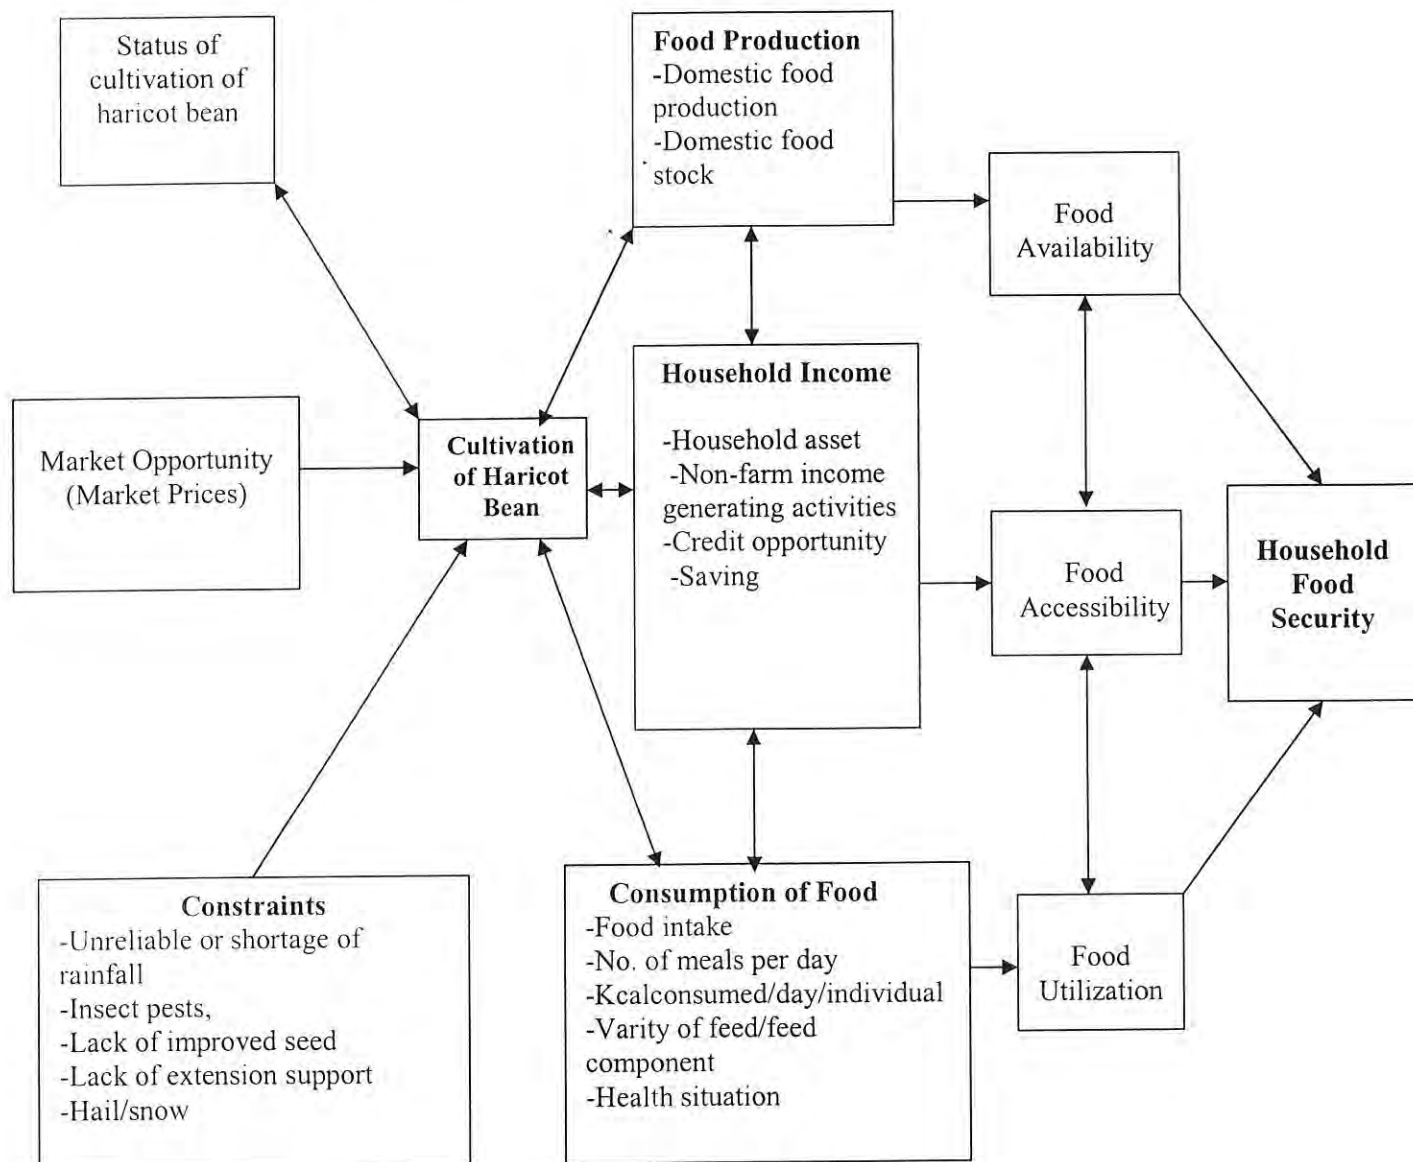 Status of
cultivation of
haricot bean
Food Production
-Domestic food
production
-Domestic food
stock
Food
Availability
Market Opportunity
(Market Prices)
Cultivation
of Haricot
Bean
Household Income
-Household asset
-Non-farm income
generating activities
-Credit opportunity
-Saving
Food
Accessibility
Household
Food
Security
Constraints
-Unreliable or shortage of
rainfall
-Insect pests,
-Lack of improved seed
-Lack of extension support
-Hail/snow
Consumption of Food
-Food intake
-No. of meals per day
-Kcalconsumed/day/individual
-Varity of feed/feed
component
-Health situation
Food
Utilization